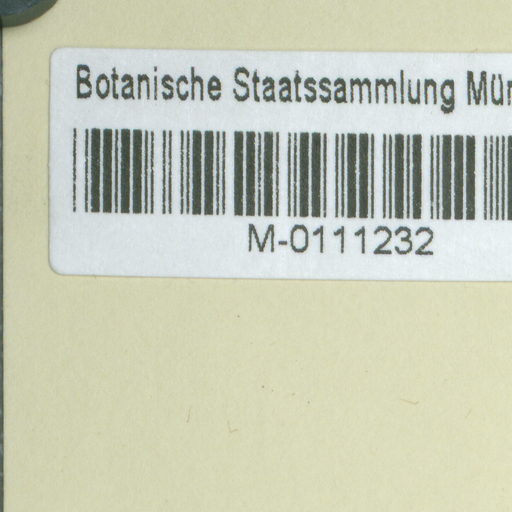 Botanische Staatssammlung Mün
M-0111232